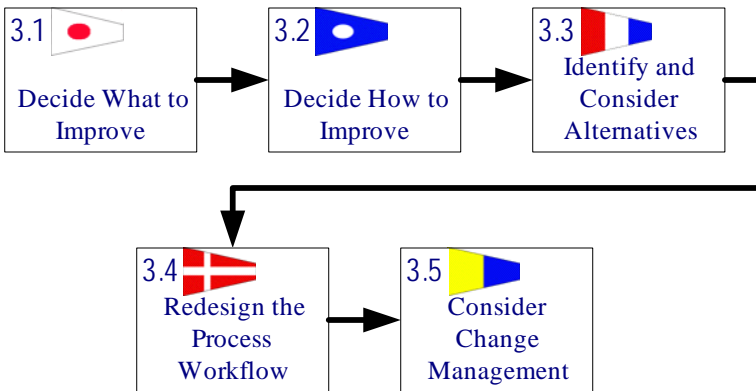 3.1
Decide What to
Improve
3.2
Decide How to
Improve
3.3
Identify and
Consider
Alternatives
3.4
Redesign the
Process
Workflow
3.5
Consider
Change
Management